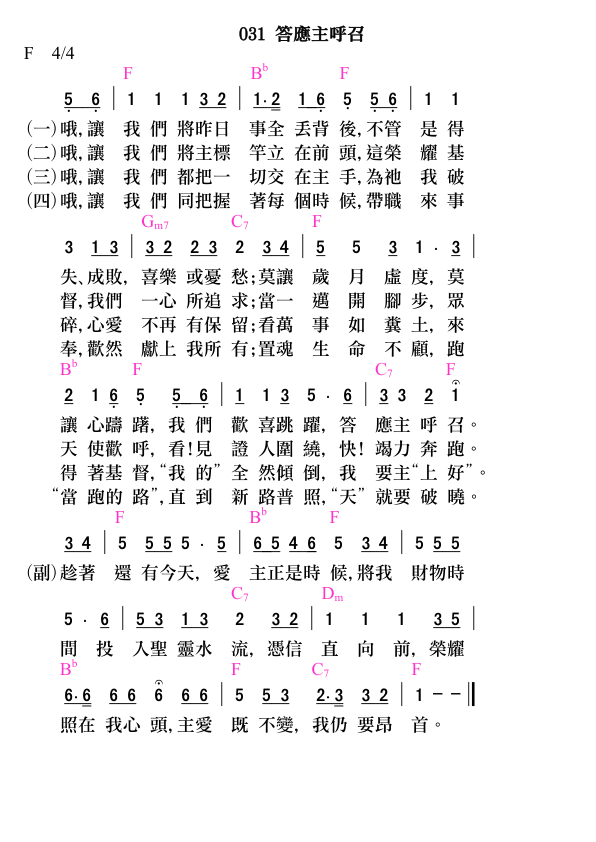 031 答應主呼召
F 4/4
F B♭ F
5 6 | 1 1 1 3 2 | 1·2 1 6 5 5 6 | 1 1
(一)哦,讓 我 們 將昨日 事全 丟背 後,不管 是 得
(二)哦,讓 我 們 將主標 竿立 在前 頭,這榮 耀 基
(三)哦,讓 我 們 都把一 切交 在主 手,為祂 我 破
(四)哦,讓 我 們 同把握 著每 個時 候,帶職 來 事
Gm7 C7 F
3 1 3 | 3 2 2 3 2 3 4 | 5 5 3 1 · 3 |
失、成敗, 喜樂 或憂 愁;莫讓 歲 月 虛 度, 莫
督,我們 一心 所追 求;當一 邁 開 腳 步, 眾
碎,心愛 不再 有保 留;看萬 事 如 糞 土, 來
奉,歡然 獻上 我所 有;置魂 生 命 不 顧, 跑
B♭ F C7 F
2 1 6 5 5 6 | 1 1 3 5 · 6 | 3 3 2 1
讓 心躊 躇, 我 們 歡 喜跳 躍, 答 應主 呼 召。
天 使歡 呼, 看!見 證 人圍 繞, 快! 竭力 奔 跑。
得 著基 督,“我 的” 全 然傾 倒, 我 要主“上 好”。
“當 跑的 路”,直 到 新 路普 照,“天” 就要 破 曉。
F B♭ F
3 4 | 5 5 5 5 · 5 | 6 5 4 6 5 3 4 | 5 5 5
(副)趁著 還 有今天, 愛 主正是時 候,將我 財物時
C7 Dm
5 · 6 | 5 3 1 3 2 3 2 | 1 1 1 3 5 |
間 投 入聖 靈水 流, 憑信 直 向 前, 榮耀
B♭ F C7 F
6·6 6 6 6 6 6 | 5 5 3 2·3 3 2 | 1 - - ‖
照在 我心 頭,主愛 既 不變, 我仍 要昂 首。